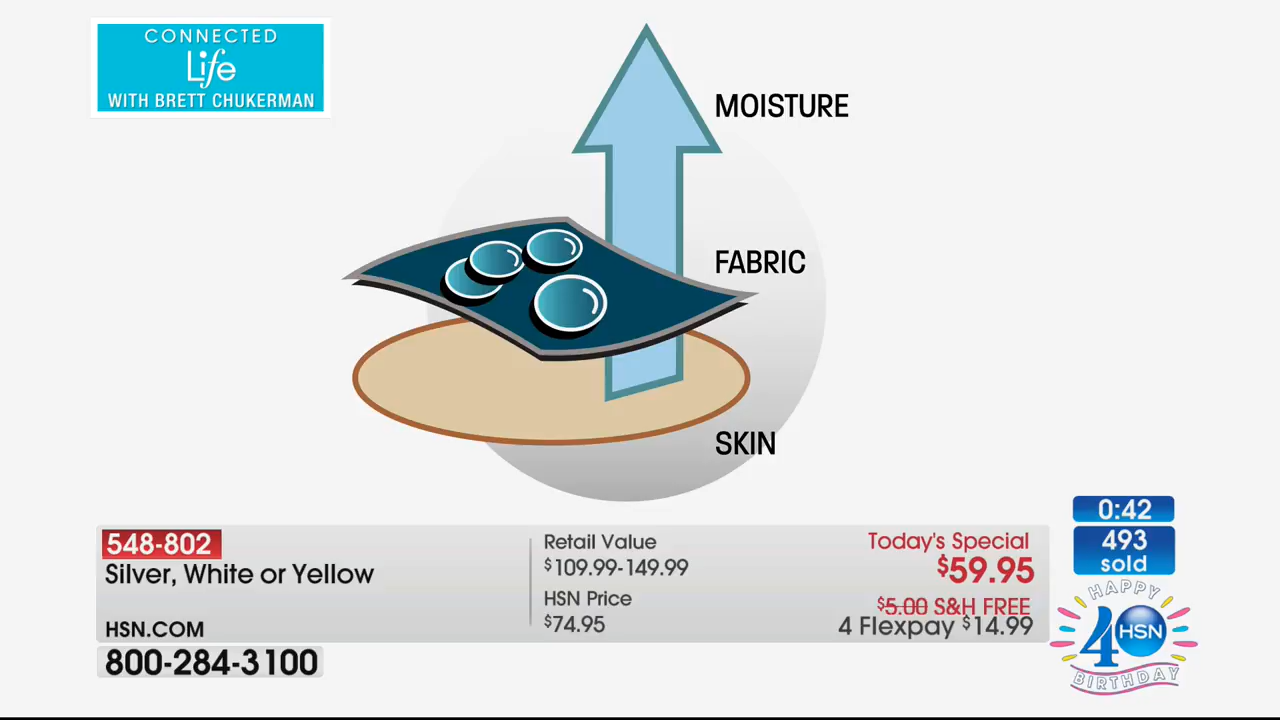 CONNECTED
Life
WITH BRETT CHUKERMAN
MOISTURE
FABRIC
SKIN
548-802
Silver, White or Yellow
HSN.COM
800-284-3100
Retail Value
$109.99-149.99
HSN Price
$74.95
Today's Special
$59.95
$5.00 S&H FREE
4 Flexpay $14.99
0:42
493
sold
HAPPY
40 HSN
BIRTHDAY